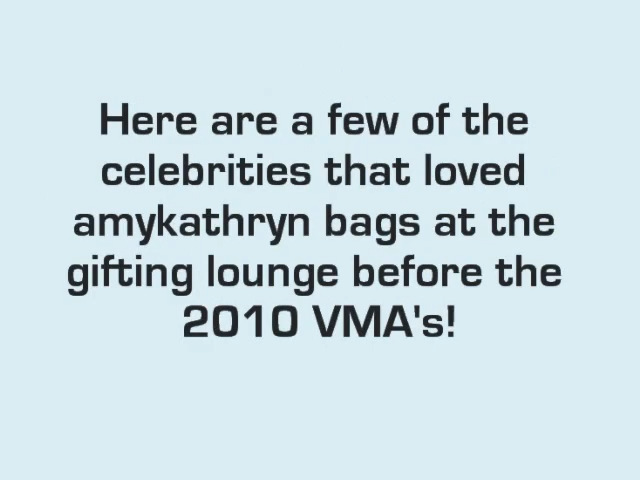 Here are a few of the
celebrities that loved
amykathryn bags at the
gifting lounge before the
2010 VMA's!